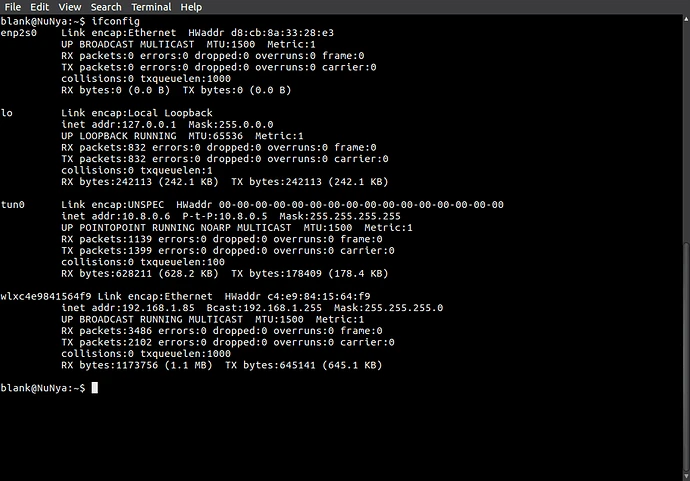 File Edit View Search Terminal Help
blank@NuNya:~$ ifconfig
enp2s0    Link encap:Ethernet  HWaddr d8:cb:8a:33:28:e3
          UP BROADCAST MULTICAST  MTU:1500  Metric:1
          RX packets:0 errors:0 dropped:0 overruns:0 frame:0
          TX packets:0 errors:0 dropped:0 overruns:0 carrier:0
          collisions:0 txqueuelen:1000
          RX bytes:0 (0.0 B)  TX bytes:0 (0.0 B)
lo        Link encap:Local Loopback
          inet addr:127.0.0.1  Mask:255.0.0.0
          UP LOOPBACK RUNNING  MTU:65536  Metric:1
          RX packets:832 errors:0 dropped:0 overruns:0 frame:0
          TX packets:832 errors:0 dropped:0 overruns:0 carrier:0
          collisions:0 txqueuelen:1
          RX bytes:242113 (242.1 KB)  TX bytes:242113 (242.1 KB)
tun0      Link encap:UNSPEC  HWaddr 00-00-00-00-00-00-00-00-00-00-00-00-00-00-00-00
          inet addr:10.8.0.6  P-t-P:10.8.0.5  Mask:255.255.255.255
          UP POINTOPOINT RUNNING NOARP MULTICAST  MTU:1500  Metric:1
          RX packets:1139 errors:0 dropped:0 overruns:0 frame:0
          TX packets:1399 errors:0 dropped:0 overruns:0 carrier:0
          collisions:0 txqueuelen:100
          RX bytes:628211 (628.2 KB)  TX bytes:178409 (178.4 KB)
wlxc4e9841564f9 Link encap:Ethernet  HWaddr c4:e9:84:15:64:f9
          inet addr:192.168.1.85  Bcast:192.168.1.255  Mask:255.255.255.0
          UP BROADCAST RUNNING MULTICAST  MTU:1500  Metric:1
          RX packets:3486 errors:0 dropped:0 overruns:0 frame:0
          TX packets:2102 errors:0 dropped:0 overruns:0 carrier:0
          collisions:0 txqueuelen:1000
          RX bytes:1173756 (1.1 MB)  TX bytes:645141 (645.1 KB)
blank@NuNya:~$